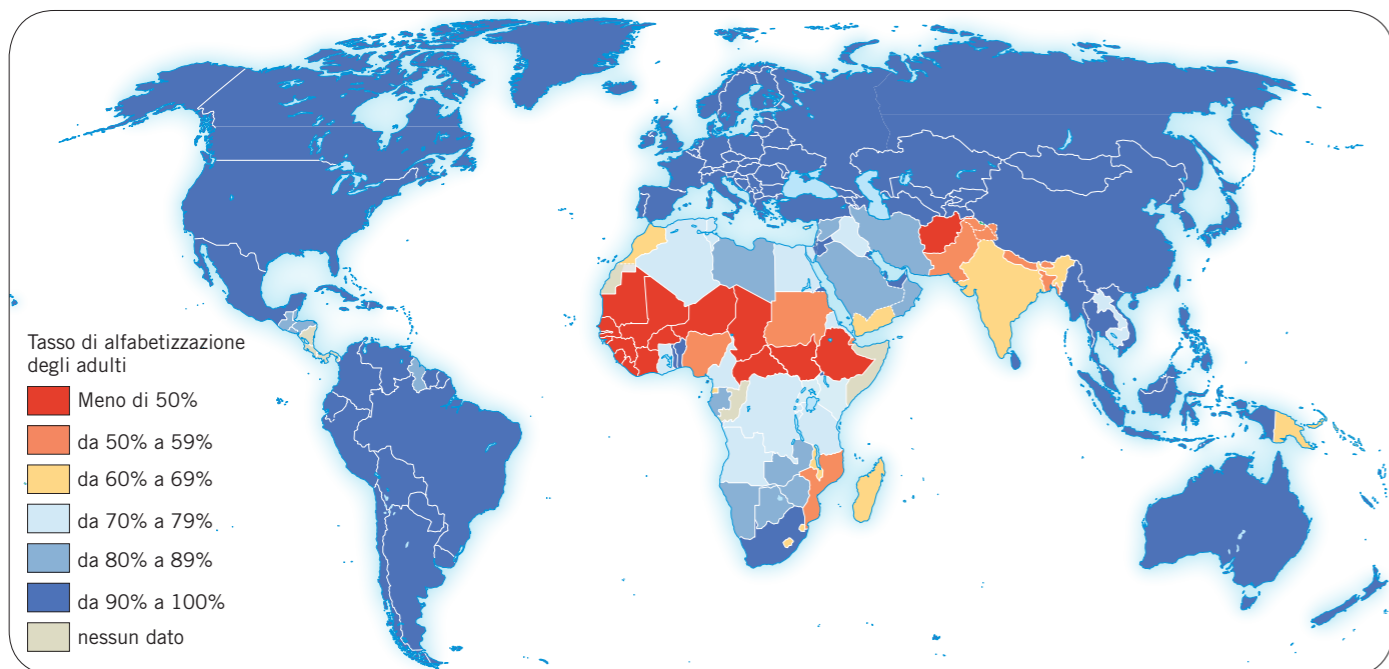 Tasso di alfabetizzazione
degli adulti
Meno di 50%
da 50% a 59%
da 60% a 69%
da 70% a 79%
da 80% a 89%
da 90% a 100%
nessun dato